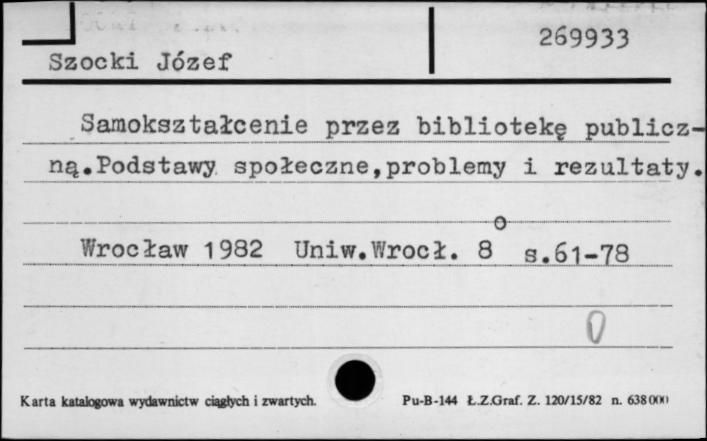 269933
Szocki Józef
Samokształcenie przez bibliotekę publicz-
ną.Podstawy społeczne,problemy i rezultaty.
Wrocław 1982 Uniw.Wrocł. 8° s.61-78
0
Karta katalogowa wydawnictw ciągłych i zwartych. Pu-B-144 Ł.Z.Graf. Z. 120/15/82 n. 638000